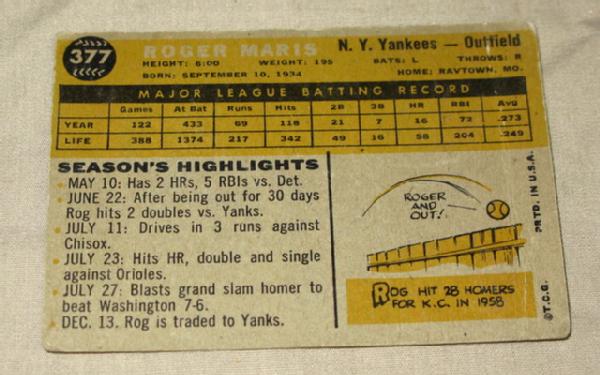 377
ROGER MARIS N. Y. Yankees — Outfield
HEIGHT: 6:00 WEIGHT: 195 BATS: L THROWS: R
BORN: SEPTEMBER 10, 1934 HOME: RAYTOWN, MO.
MAJOR LEAGUE BATTING RECORD
Games At Bat Runs Hits 2B 3B HR RBI Avg
YEAR 122 433 69 118 21 7 16 72 .273
LIFE 388 1374 217 342 49 16 58 204 .249
SEASON'S HIGHLIGHTS
MAY 10: Has 2 HRs, 5 RBIs vs. Det.
JUNE 22: After being out for 30 days
Rog hits 2 doubles vs. Yanks.
JULY 11: Drives in 3 runs against
Chisox.
JULY 23: Hits HR, double and single
against Orioles.
JULY 27: Blasts grand slam homer to
beat Washington 7-6.
DEC. 13. Rog is traded to Yanks.
ROGER
AND
OUT!
ROG HIT 28 HOMERS
FOR K.C. IN 1958
©T.C.G. PRTD. IN U.S.A.